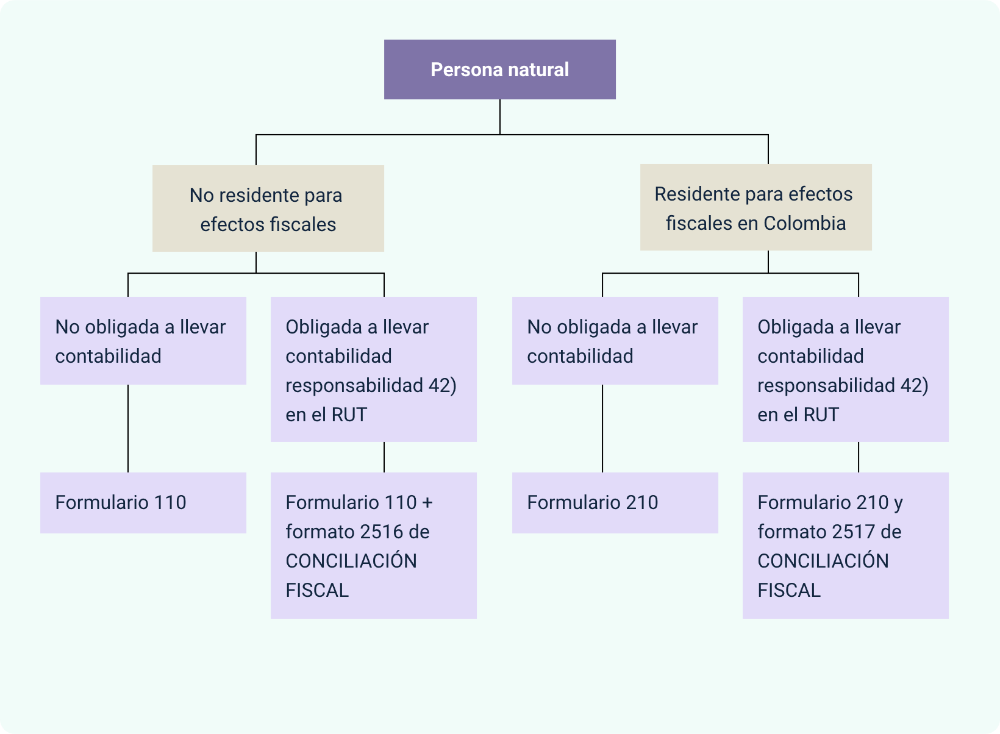 Persona natural
No residente para
efectos fiscales
Residente para efectos
fiscales en Colombia
No obligada a llevar
contabilidad
Obligada a llevar
contabilidad
responsabilidad 42)
en el RUT
No obligada a llevar
contabilidad
Obligada a llevar
contabilidad
responsabilidad 42)
en el RUT
Formulario 110
Formulario 110 +
formato 2516 de
CONCILIACIÓN
FISCAL
Formulario 210
Formulario 210 y
formato 2517 de
CONCILIACIÓN
FISCAL